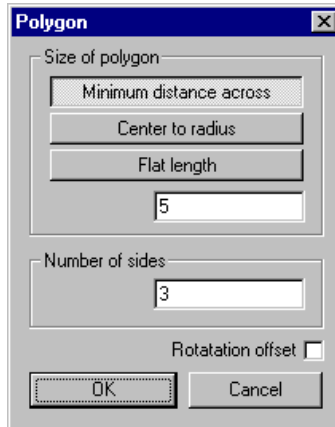 Polygon
Size of polygon
Minimum distance across
Center to radius
Flat length
5
Number of sides
3
Rotatation offset
OK
Cancel